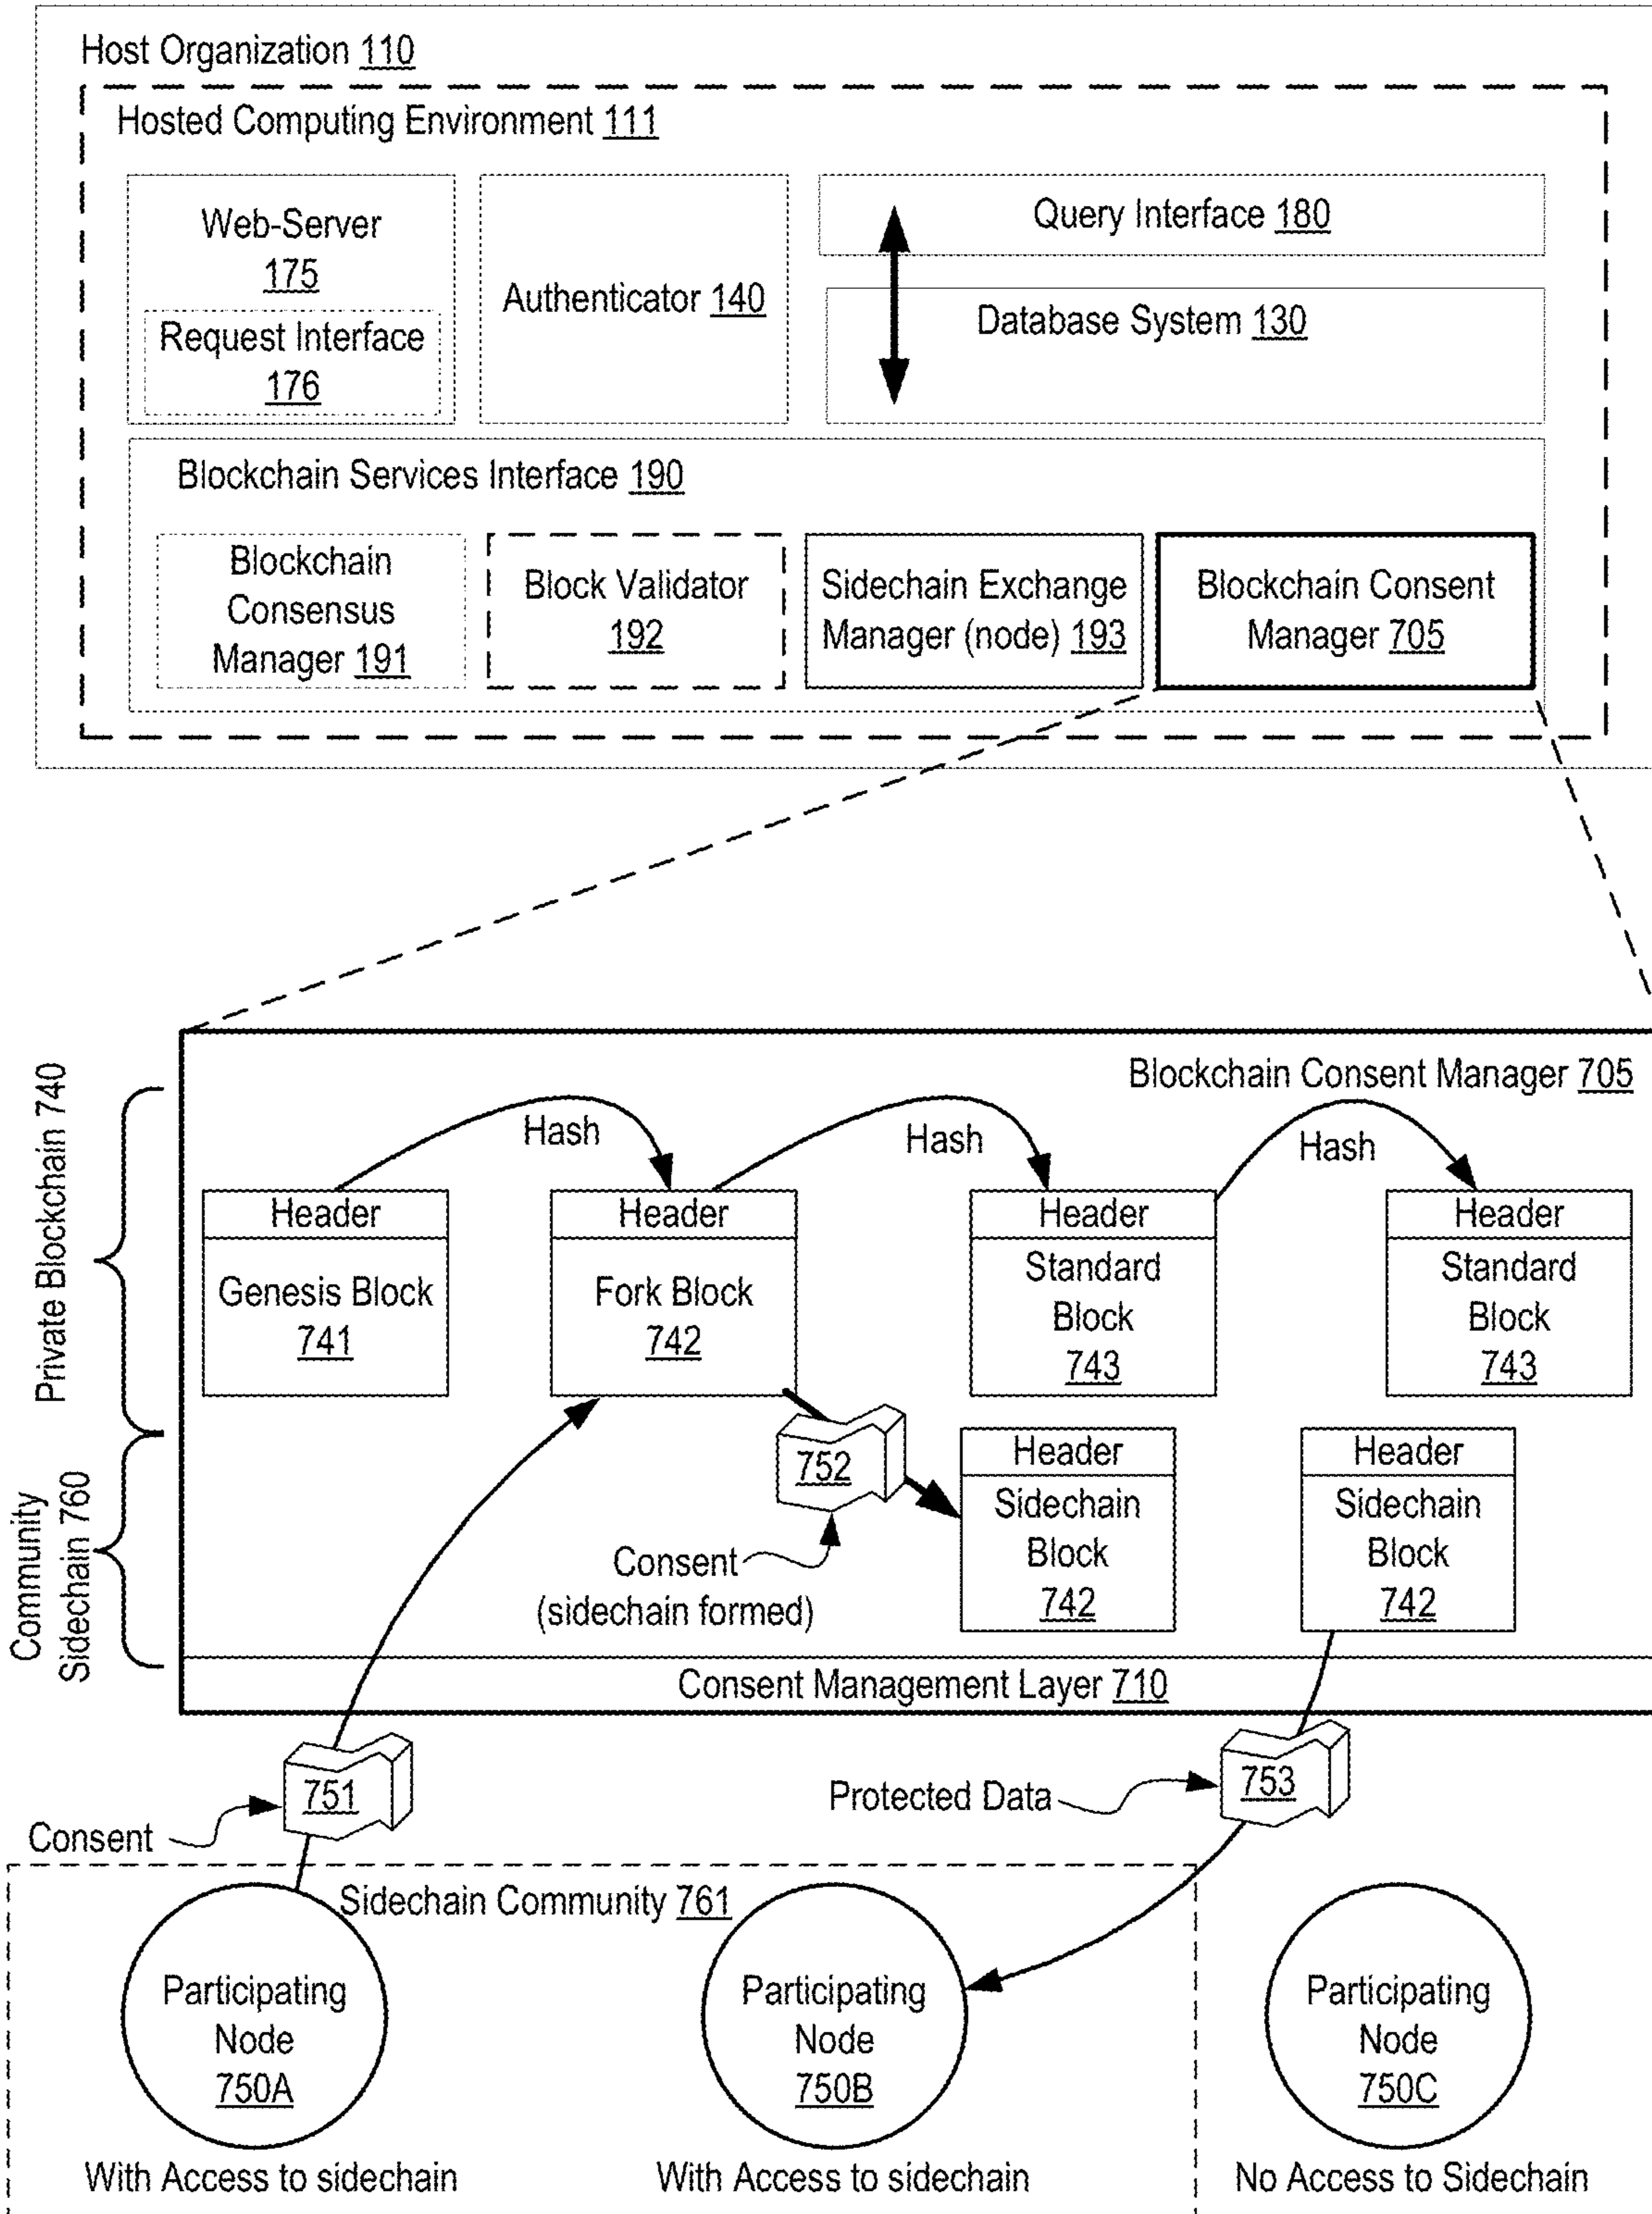 Host Organization 110
Hosted Computing Environment 111
Web-Server
175
Request Interface
176
Authenticator 140
Query Interface 180
Database System 130
Blockchain Services Interface 190
Blockchain
Consensus
Manager 191
Block Validator
192
Sidechain Exchange
Manager (node) 193
Blockchain Consent
Manager 705
Blockchain Consent Manager 705
Private Blockchain 740
Hash
Hash
Hash
Header
Genesis Block
741
Header
Fork Block
742
Header
Standard
Block
743
Header
Standard
Block
743
Community
Sidechain 760
752
Consent
(sidechain formed)
Header
Sidechain
Block
742
Header
Sidechain
Block
742
Consent Management Layer 710
751
Consent
Protected Data
753
Sidechain Community 761
Participating
Node
750A
With Access to sidechain
Participating
Node
750B
With Access to sidechain
Participating
Node
750C
No Access to Sidechain